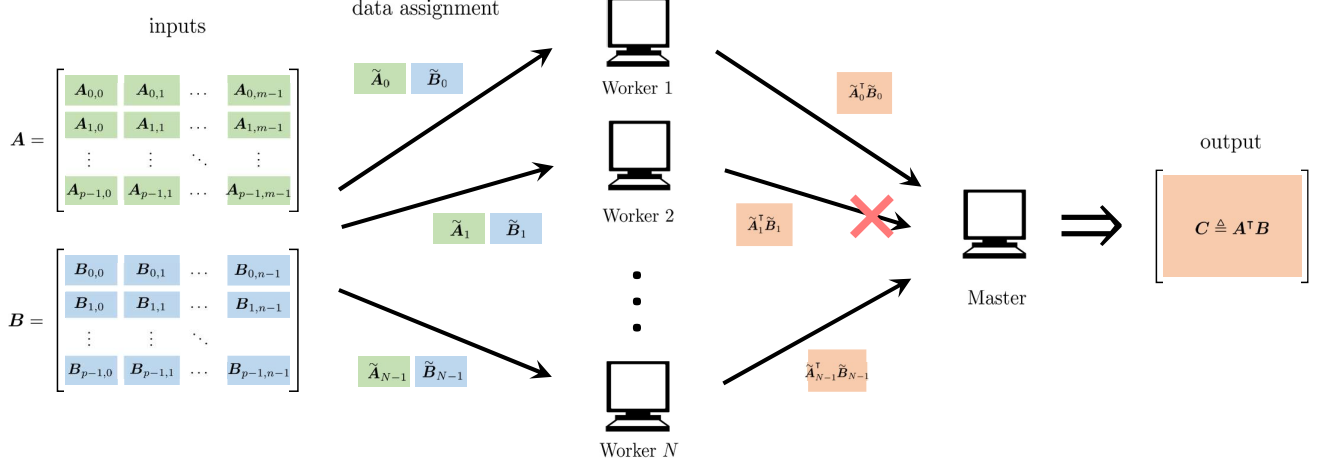 inputs
data assignment
A =
A_{0,0} A_{0,1} … A_{0,m−1}
A_{1,0} A_{1,1} … A_{1,m−1}
⋮ ⋮ ⋱ ⋮
A_{p−1,0} A_{p−1,1} … A_{p−1,m−1}
B =
B_{0,0} B_{0,1} … B_{0,n−1}
B_{1,0} B_{1,1} … B_{1,n−1}
⋮ ⋮ ⋱
B_{p−1,0} B_{p−1,1} … B_{p−1,n−1}
Ã_0 B̃_0
Ã_1 B̃_1
Ã_{N−1} B̃_{N−1}
Worker 1
Worker 2
Worker N
Ã_0^⊤ B̃_0
Ã_1^⊤ B̃_1
Ã_{N−1}^⊤ B̃_{N−1}
Master
output
C ≜ A^⊤ B